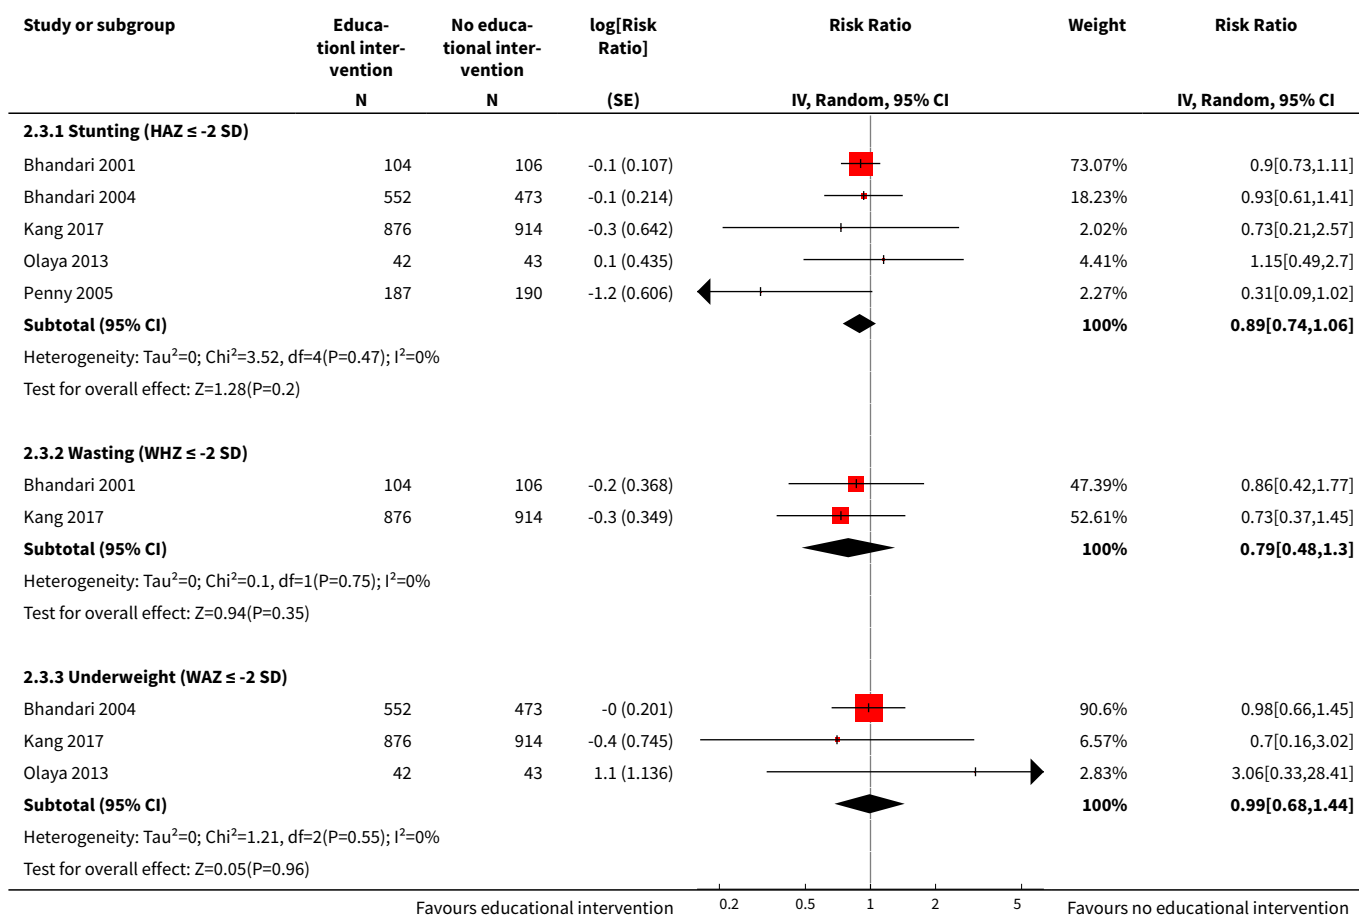 Study or subgroup Educa- No educa- log[Risk Risk Ratio Weight Risk Ratio
tionl inter- tional inter- Ratio]
vention vention
N N (SE) IV, Random, 95% CI IV, Random, 95% CI
2.3.1 Stunting (HAZ ≤ -2 SD)
Bhandari 2001 104 106 -0.1 (0.107) 73.07% 0.9[0.73,1.11]
Bhandari 2004 552 473 -0.1 (0.214) 18.23% 0.93[0.61,1.41]
Kang 2017 876 914 -0.3 (0.642) 2.02% 0.73[0.21,2.57]
Olaya 2013 42 43 0.1 (0.435) 4.41% 1.15[0.49,2.7]
Penny 2005 187 190 -1.2 (0.606) 2.27% 0.31[0.09,1.02]
Subtotal (95% CI) 100% 0.89[0.74,1.06]
Heterogeneity: Tau²=0; Chi²=3.52, df=4(P=0.47); I²=0%
Test for overall effect: Z=1.28(P=0.2)
2.3.2 Wasting (WHZ ≤ -2 SD)
Bhandari 2001 104 106 -0.2 (0.368) 47.39% 0.86[0.42,1.77]
Kang 2017 876 914 -0.3 (0.349) 52.61% 0.73[0.37,1.45]
Subtotal (95% CI) 100% 0.79[0.48,1.3]
Heterogeneity: Tau²=0; Chi²=0.1, df=1(P=0.75); I²=0%
Test for overall effect: Z=0.94(P=0.35)
2.3.3 Underweight (WAZ ≤ -2 SD)
Bhandari 2004 552 473 -0 (0.201) 90.6% 0.98[0.66,1.45]
Kang 2017 876 914 -0.4 (0.745) 6.57% 0.7[0.16,3.02]
Olaya 2013 42 43 1.1 (1.136) 2.83% 3.06[0.33,28.41]
Subtotal (95% CI) 100% 0.99[0.68,1.44]
Heterogeneity: Tau²=0; Chi²=1.21, df=2(P=0.55); I²=0%
Test for overall effect: Z=0.05(P=0.96)
Favours educational intervention 0.2 0.5 1 2 5 Favours no educational intervention